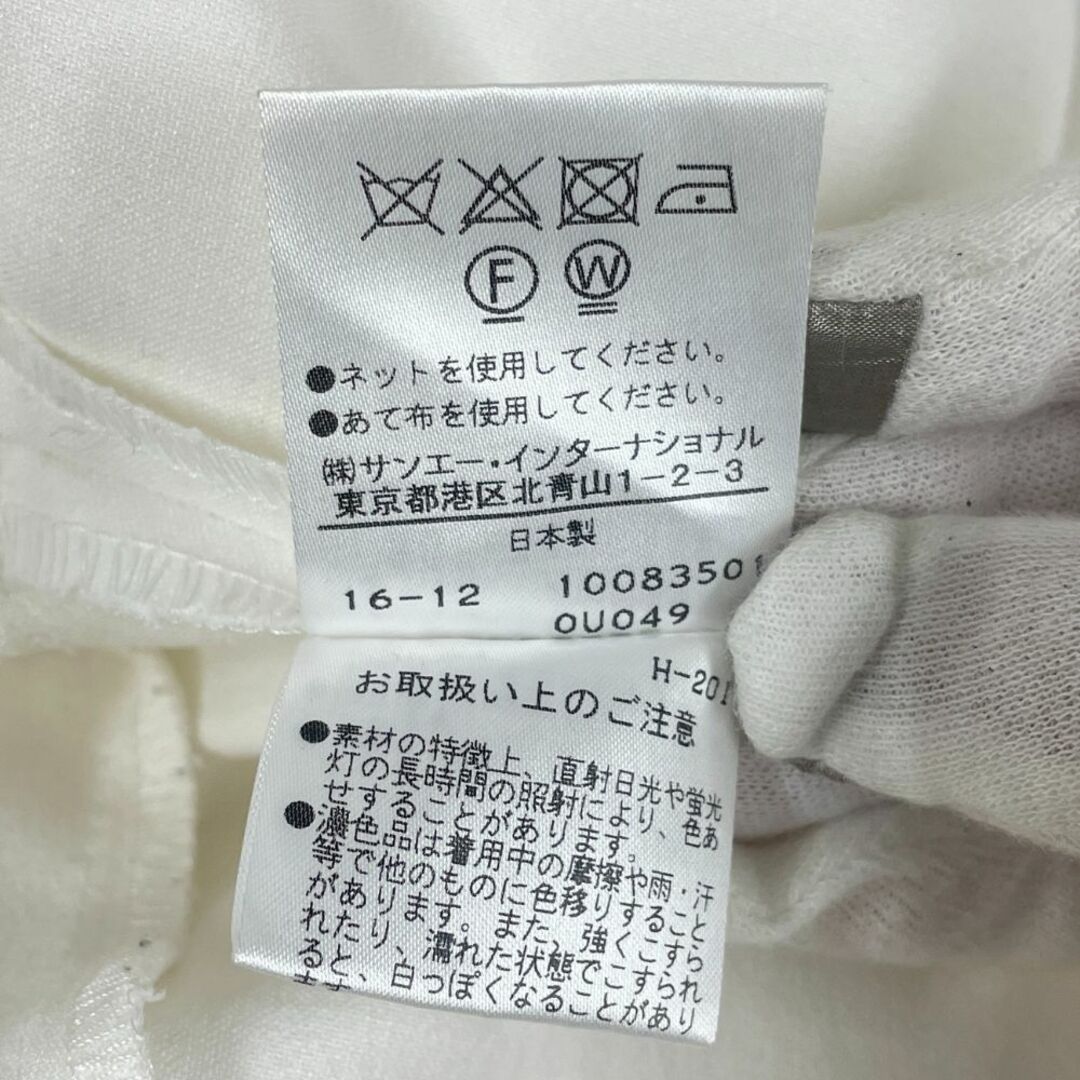 F W
●ネットを使用してください。
●あて布を使用してください。
㈱サンエー・インターナショナル
東京都港区北青山1-2-3
日本製
16-12 10083501
0U049
H-201
お取扱い上のご注意
●素材の特徴上、直射日光や蛍光
灯の長時間の照射により、色あ
せすることがあります。
●濃色品は着用中の摩擦や雨・汗
等で他のものに色移りすること
があります。また、強くこすら
れたり、濡れた状態でこすられ
ると、白っぽくなることがあり